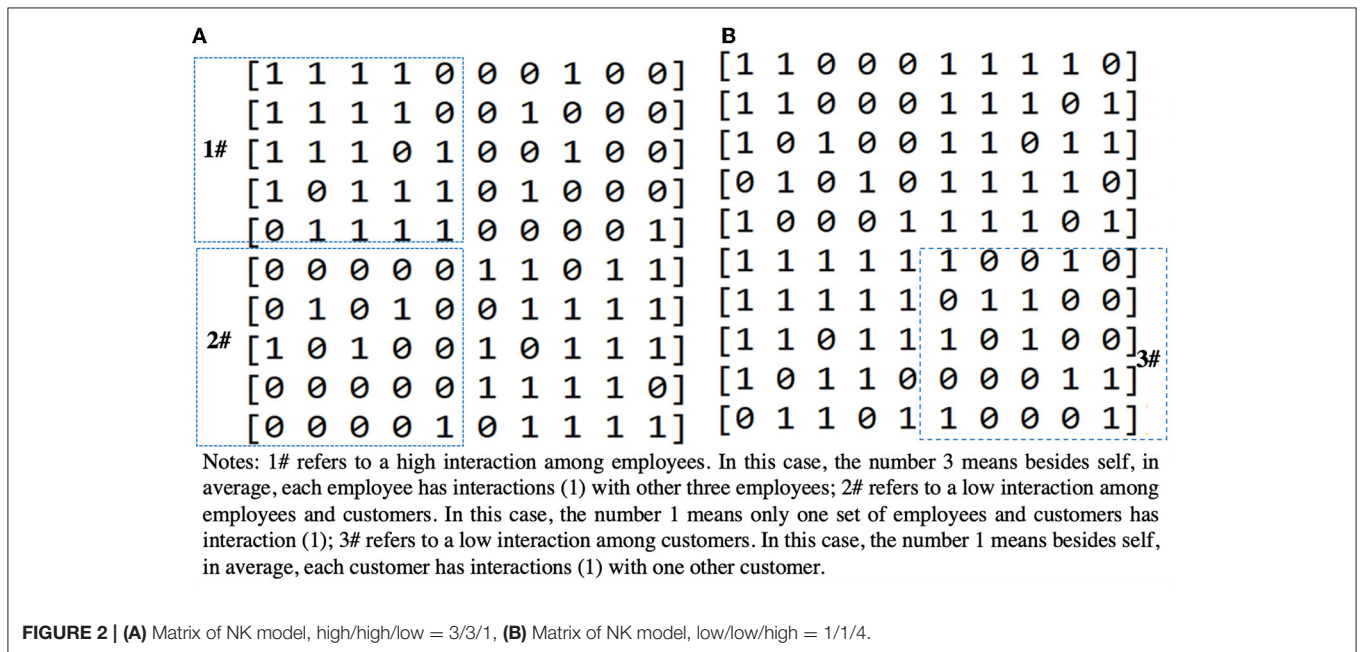 A
[1 1 1 1 0 0 0 1 0 0]
[1 1 1 1 0 0 1 0 0 0]
1# [1 1 1 0 1 0 0 1 0 0]
[1 0 1 1 1 0 1 0 0 0]
[0 1 1 1 1 0 0 0 0 1]
[0 0 0 0 0 1 1 0 1 1]
[0 1 0 1 0 0 1 1 1 1]
2# [1 0 1 0 0 1 0 1 1 1]
[0 0 0 0 0 1 1 1 1 0]
[0 0 0 0 1 0 1 1 1 1]
B
[1 1 0 0 0 1 1 1 1 0]
[1 1 0 0 0 1 1 1 0 1]
[1 0 1 0 0 1 1 0 1 1]
[0 1 0 1 0 1 1 1 1 0]
[1 0 0 0 1 1 1 1 0 1]
[1 1 1 1 1 1 0 0 1 0]
[1 1 1 1 1 0 1 1 0 0]
[1 1 0 1 1 1 0 1 0 0]
3#
[1 0 1 1 0 0 0 0 1 1]
[0 1 1 0 1 1 0 0 0 1]
Notes: 1# refers to a high interaction among employees. In this case, the number 3 means besides self, in
average, each employee has interactions (1) with other three employees; 2# refers to a low interaction among
employees and customers. In this case, the number 1 means only one set of employees and customers has
interaction (1); 3# refers to a low interaction among customers. In this case, the number 1 means besides self,
in average, each customer has interactions (1) with one other customer.
FIGURE 2 | (A) Matrix of NK model, high/high/low = 3/3/1, (B) Matrix of NK model, low/low/high = 1/1/4.